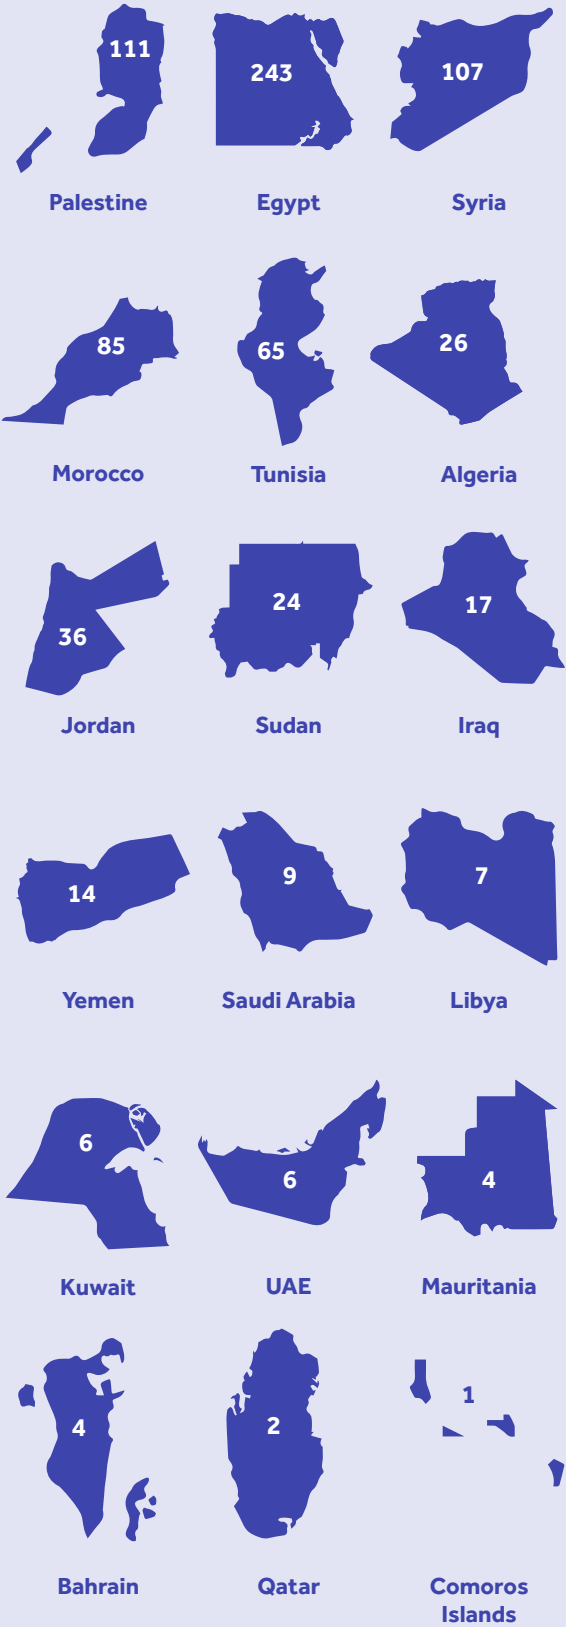 111
243
107
Palestine
Egypt
Syria
85
65
26
Morocco
Tunisia
Algeria
36
24
17
Jordan
Sudan
Iraq
14
9
7
Yemen
Saudi Arabia
Libya
6
6
4
Kuwait
UAE
Mauritania
4
2
1
Bahrain
Qatar
Comoros
Islands